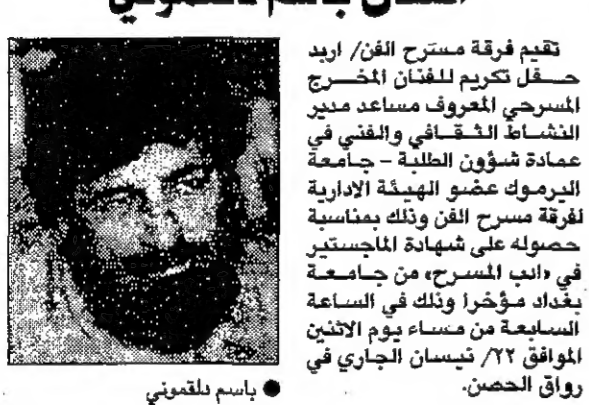 الفنان باسم دلقموني
تقيم فرقة مسرح الفن/ اربد
حفل تكريم للفنان المخرج
المسرحي المعروف مساعد مدير
النشاط الثقافي والفني في
عمادة شؤون الطلبة - جامعة
اليرموك عضو الهيئة الادارية
لفرقة مسرح الفن وذلك بمناسبة
حصوله على شهادة الماجستير
في «ادب المسرح» من جامعة
بغداد مؤخرا وذلك في الساعة
السابعة من مساء يوم الاثنين
الموافق ٢٢/ نيسان الجاري في
رواق الحصن.
● باسم دلقموني